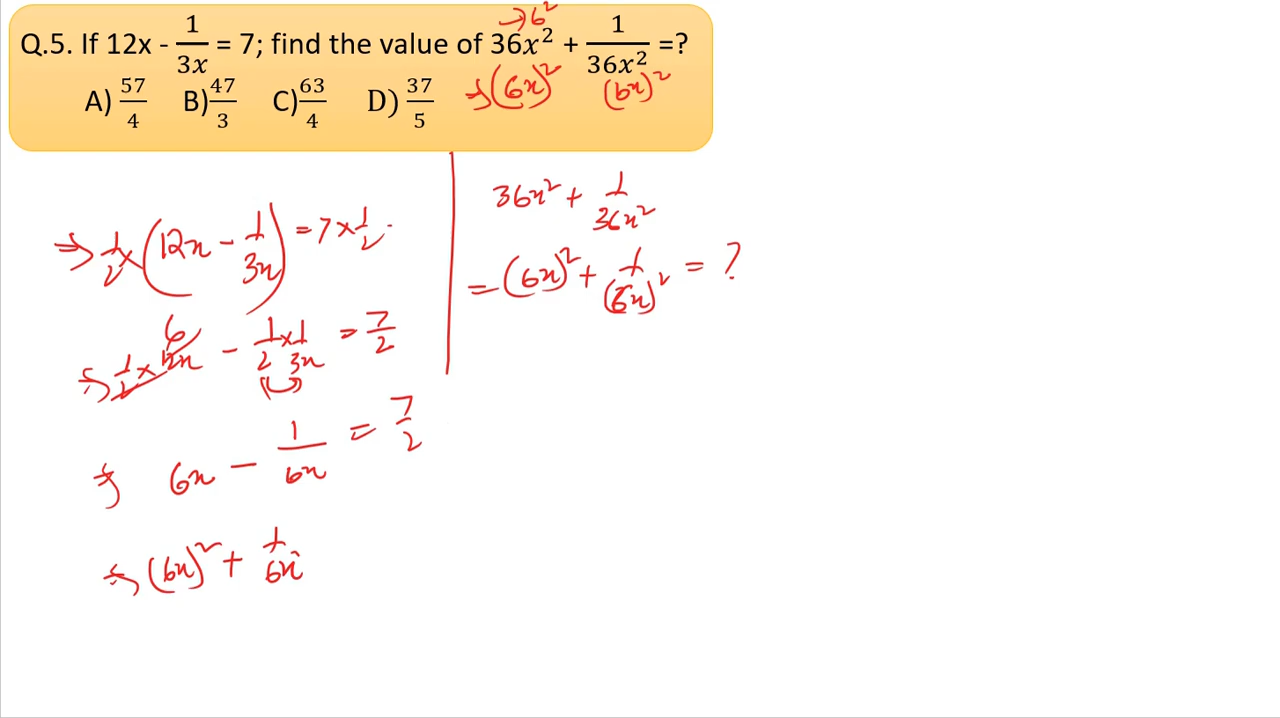 Q.5. If 12x - 1/3x = 7; find the value of 36x² + 1/36x² =?
→6²
A) 57/4 B) 47/3 C) 63/4 D) 37/5
→(6x)² (6x)²
⇒ 1/2 × (12x - 1/3x) = 7 × 1/2
⇒ 1/2 × 12x 6 - 1/2 × 1/3x = 7/2
⇒ 6x - 1/6x = 7/2
⇒ (6x)² + 1/6x
36x² + 1/36x²
= (6x)² + 1/(6x)² = ?